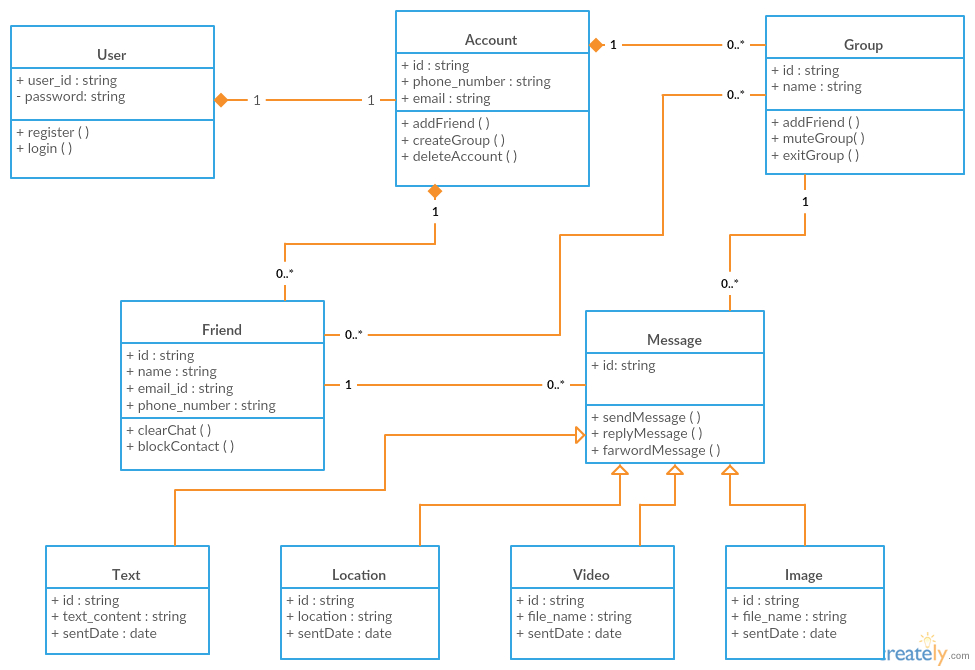 User
+ user_id : string
- password: string
+ register ( )
+ login ( )
1
1
Account
+ id : string
+ phone_number : string
+ email : string
+ addFriend ( )
+ createGroup ( )
+ deleteAccount ( )
1
0..*
Group
+ id : string
+ name : string
+ addFriend ( )
+ muteGroup( )
+ exitGroup ( )
0..*
1
0..*
1
0..*
Friend
+ id : string
+ name : string
+ email_id : string
+ phone_number : string
+ clearChat ( )
+ blockContact ( )
0..*
1
0..*
Message
+ id: string
+ sendMessage ( )
+ replyMessage ( )
+ farwordMessage ( )
Text
+ id : string
+ text_content : string
+ sentDate : date
Location
+ id : string
+ location : string
+ sentDate : date
Video
+ id : string
+ file_name : string
+ sentDate : date
Image
+ id : string
+ file_name : string
+ sentDate : date
creately.com